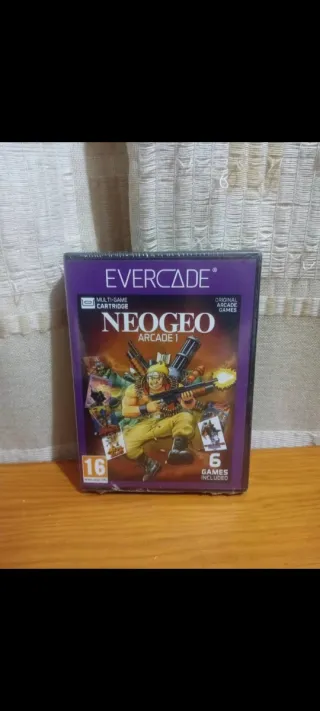 EVERCADE®
MULTI-GAME
CARTRIDGE
ORIGINAL
ARCADE
GAMES
NEOGEO
ARCADE 1
16
6
GAMES
INCLUDED